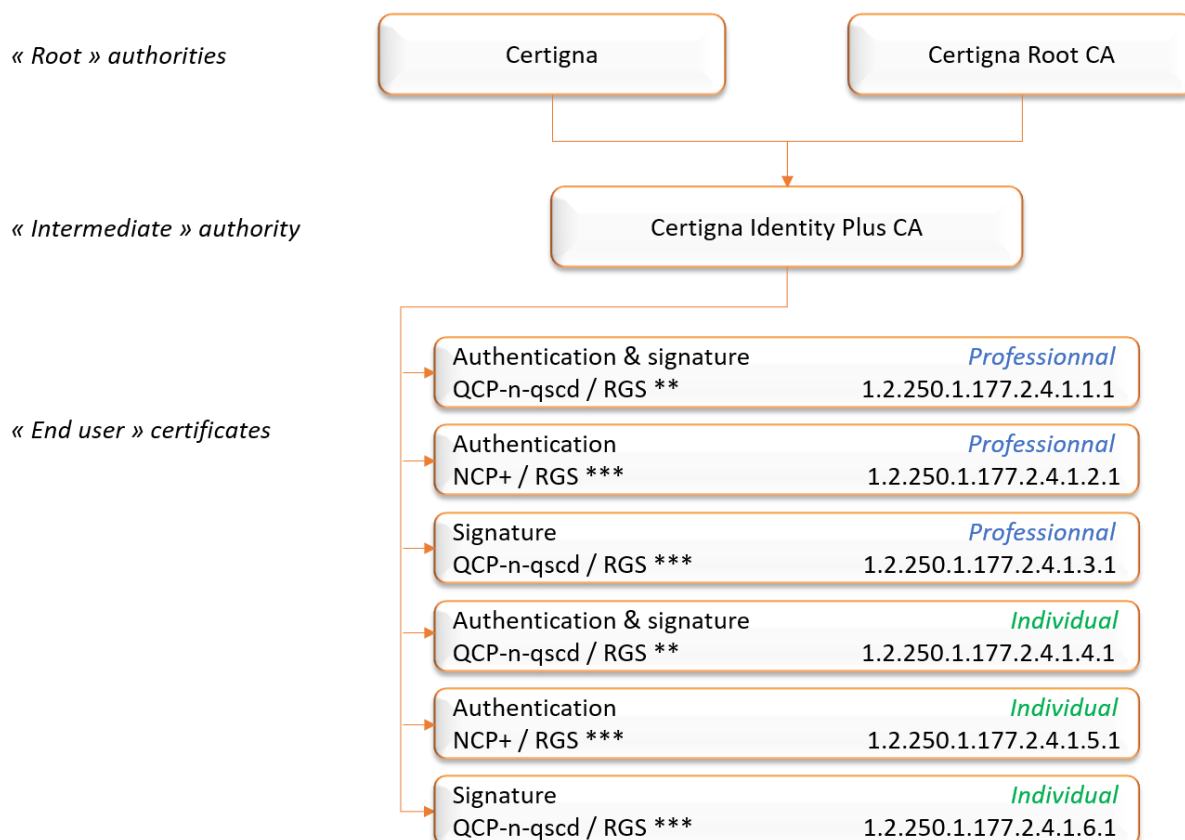 « Root » authorities
Certigna
Certigna Root CA
« Intermediate » authority
Certigna Identity Plus CA
« End user » certificates
Authentication & signature Professionnal
QCP-n-qscd / RGS ** 1.2.250.1.177.2.4.1.1.1
Authentication Professionnal
NCP+ / RGS *** 1.2.250.1.177.2.4.1.2.1
Signature Professionnal
QCP-n-qscd / RGS *** 1.2.250.1.177.2.4.1.3.1
Authentication & signature Individual
QCP-n-qscd / RGS ** 1.2.250.1.177.2.4.1.4.1
Authentication Individual
NCP+ / RGS *** 1.2.250.1.177.2.4.1.5.1
Signature Individual
QCP-n-qscd / RGS *** 1.2.250.1.177.2.4.1.6.1